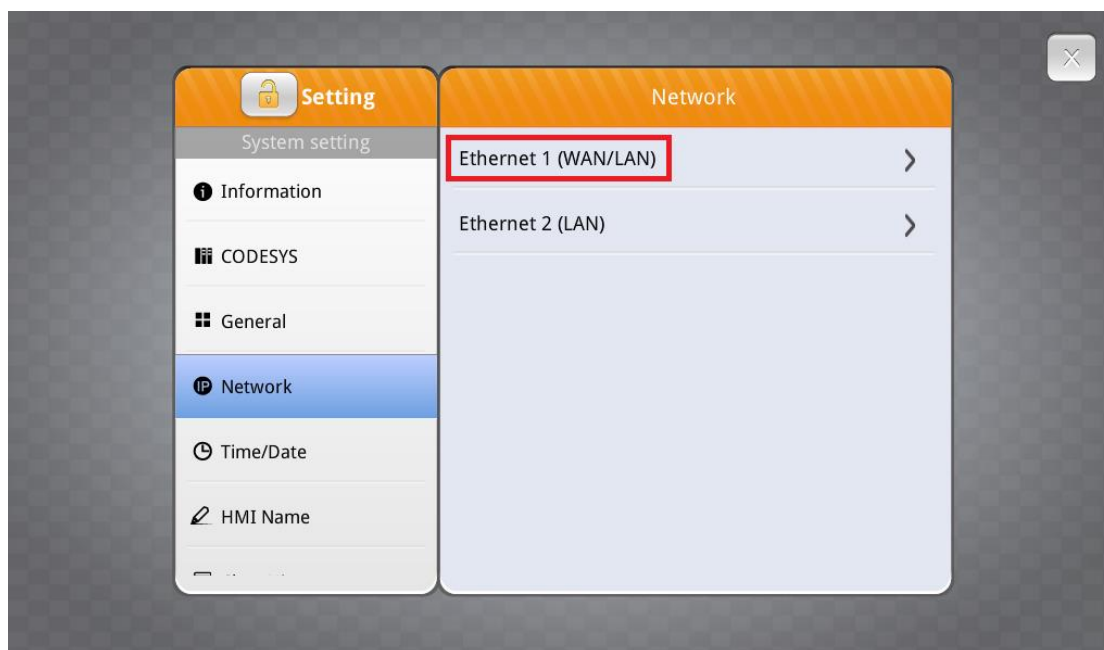 Setting
System setting
Information
CODESYS
General
IP Network
Time/Date
HMI Name
Network
Ethernet 1 (WAN/LAN)
Ethernet 2 (LAN)